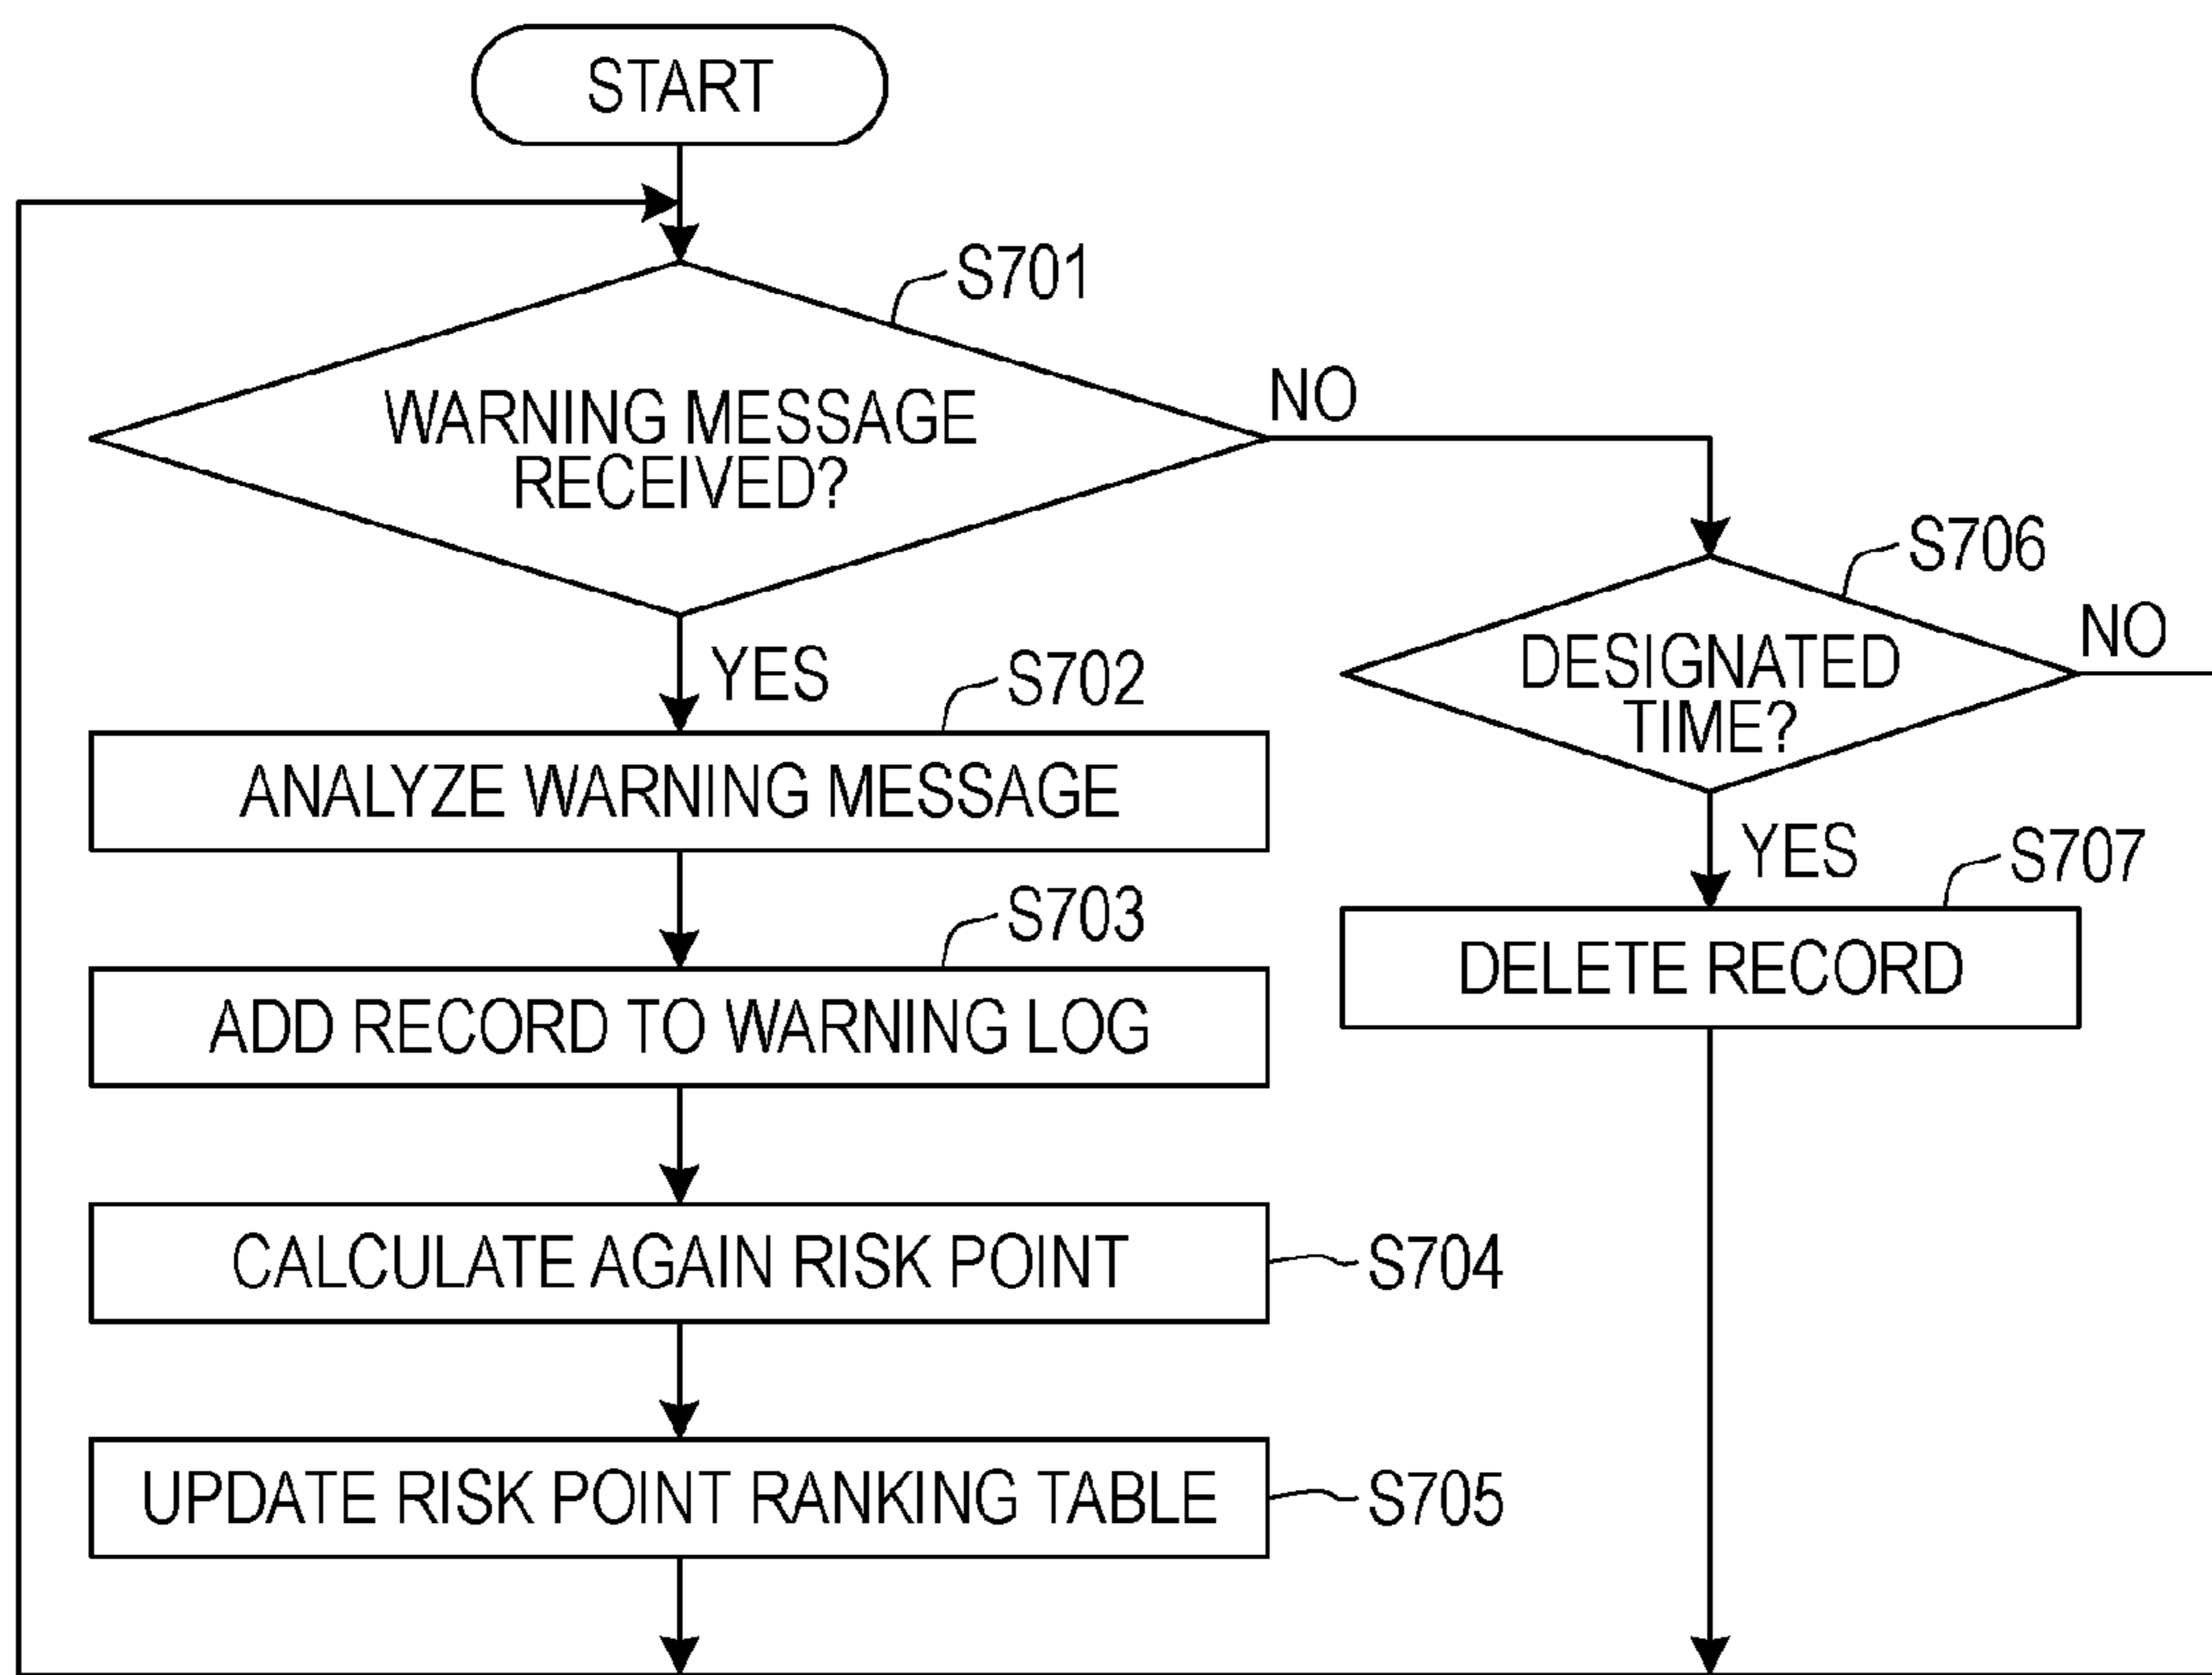 START
S701
WARNING MESSAGE
RECEIVED?
NO
YES
S702
ANALYZE WARNING MESSAGE
S703
ADD RECORD TO WARNING LOG
CALCULATE AGAIN RISK POINT
S704
UPDATE RISK POINT RANKING TABLE
S705
S706
DESIGNATED
TIME?
NO
YES
S707
DELETE RECORD